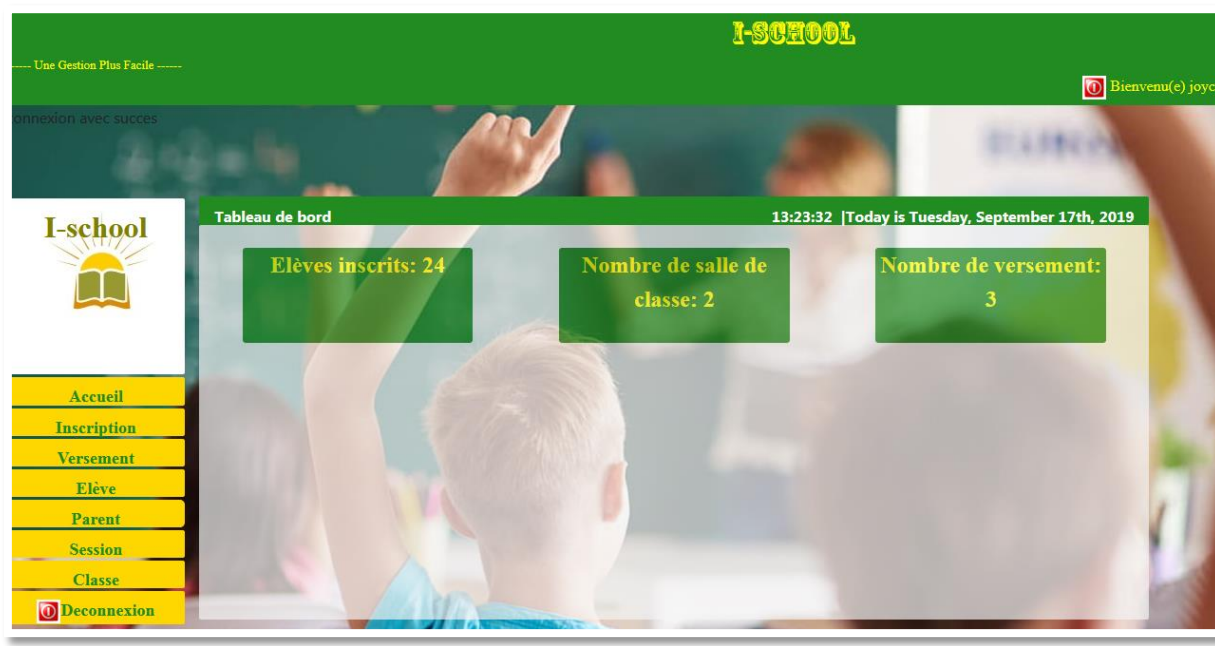 I-SCHOOL
----- Une Gestion Plus Facile ------
Bienvenu(e) joyc
onnexion avec succes
I-school
Tableau de bord
13:23:32 |Today is Tuesday, September 17th, 2019
Elèves inscrits: 24
Nombre de salle de
classe: 2
Nombre de versement:
3
Accueil
Inscription
Versement
Elève
Parent
Session
Classe
Deconnexion